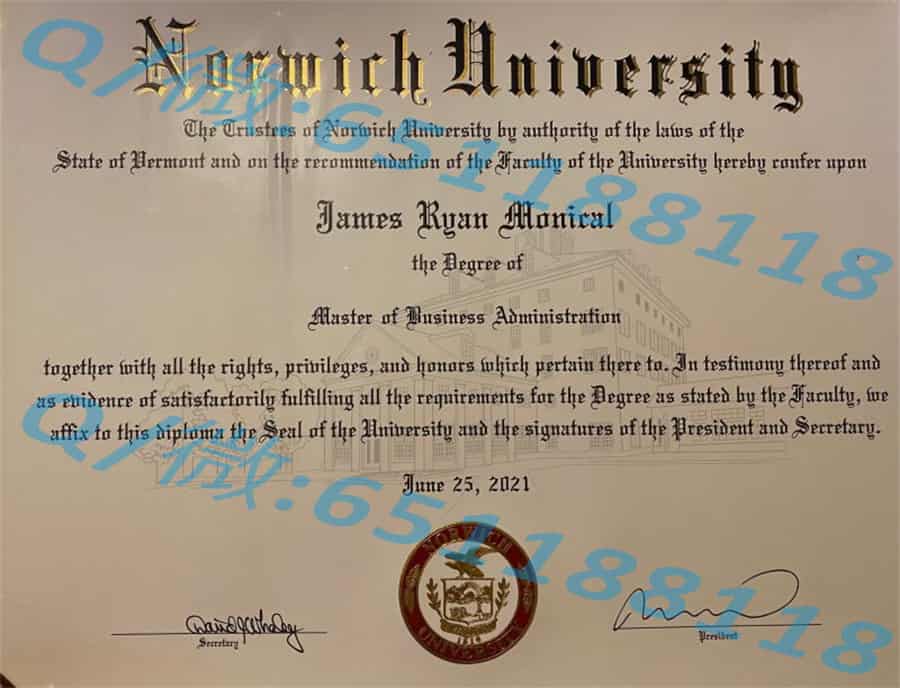 Norwich University
The Trustees of Norwich University by authority of the laws of the
State of Vermont and on the recommendation of the Faculty of the University hereby confer upon
James Ryan Monical
the Degree of
Master of Business Administration
together with all the rights, privileges, and honors which pertain there to. In testimony thereof and
as evidence of satisfactorily fulfilling all the requirements for the Degree as stated by the Faculty, we
affix to this diploma the Seal of the University and the signatures of the President and Secretary.
June 25, 2021
NORWICH
1819
UNIVERSITY
Secretary
President
Q/微:651188118
Q/微:651188118